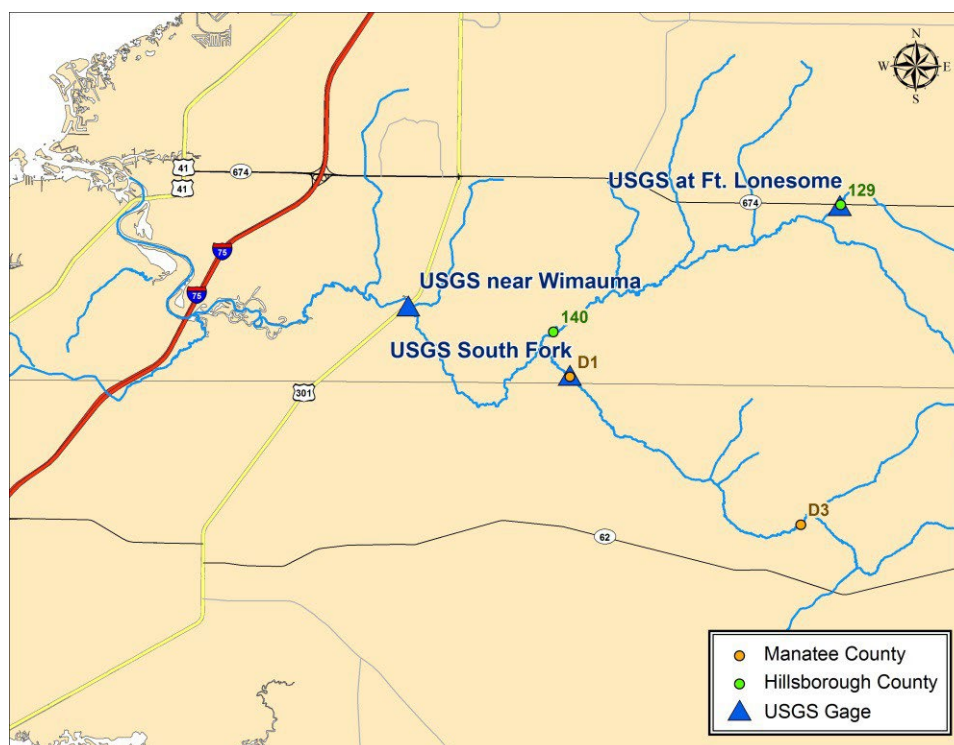 N
W E
S
41
674
41
USGS at Ft. Lonesome
129
674
75
USGS near Wimauma
75
140
USGS South Fork
D1
301
D3
62
Manatee County
Hillsborough County
USGS Gage